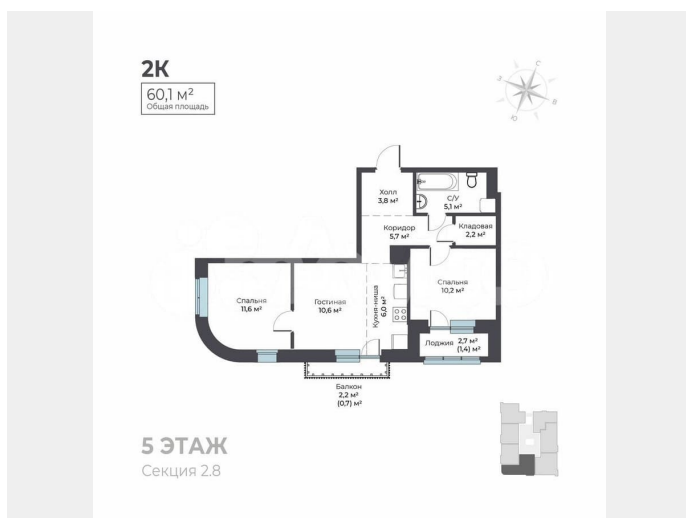 2К
60,1 м²
Общая площадь
С
В
Ю
З
Холл
3,8 м²
С/У
5,1 м²
Коридор
5,7 м²
Кладовая
2,2 м²
Спальня
11,6 м²
Гостиная
10,6 м²
Кухня-ниша
6,0 м²
Спальня
10,2 м²
Лоджия 2,7 м²
(1,4) м²
Балкон
2,2 м²
(0,7) м²
5 ЭТАЖ
Секция 2.8